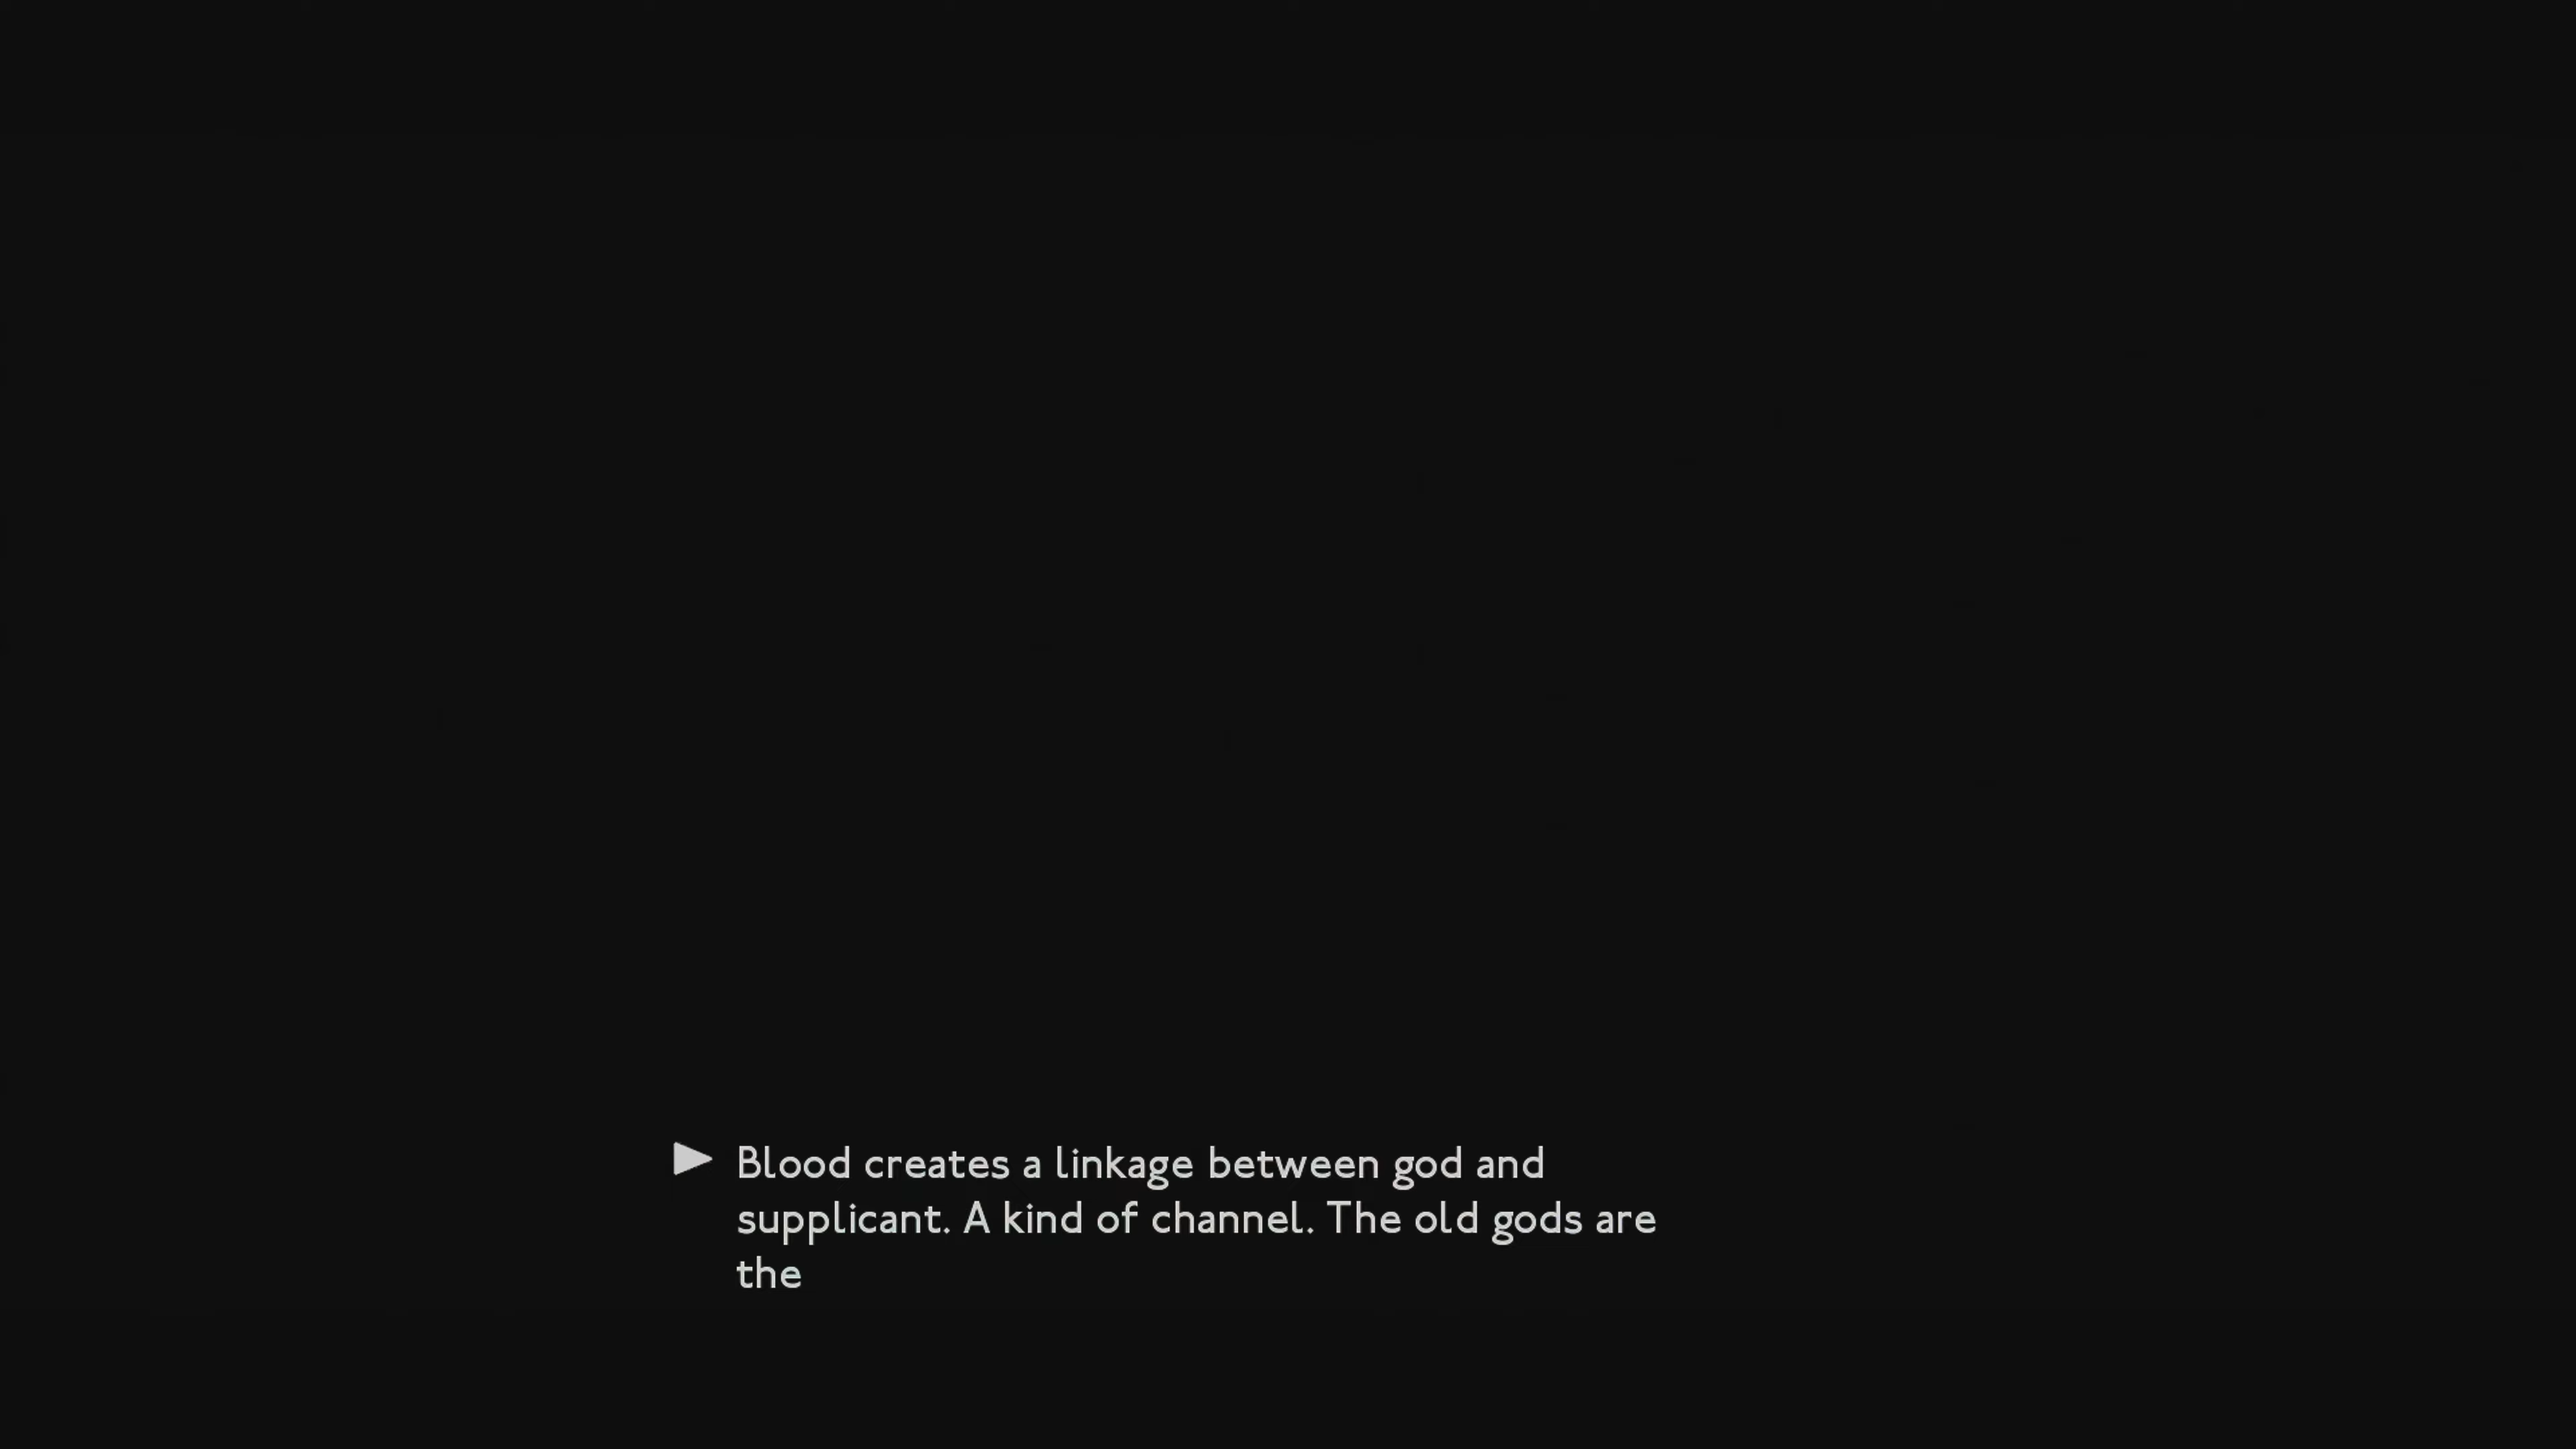 Blood creates a linkage between god and
supplicant. A kind of channel. The old gods are
the